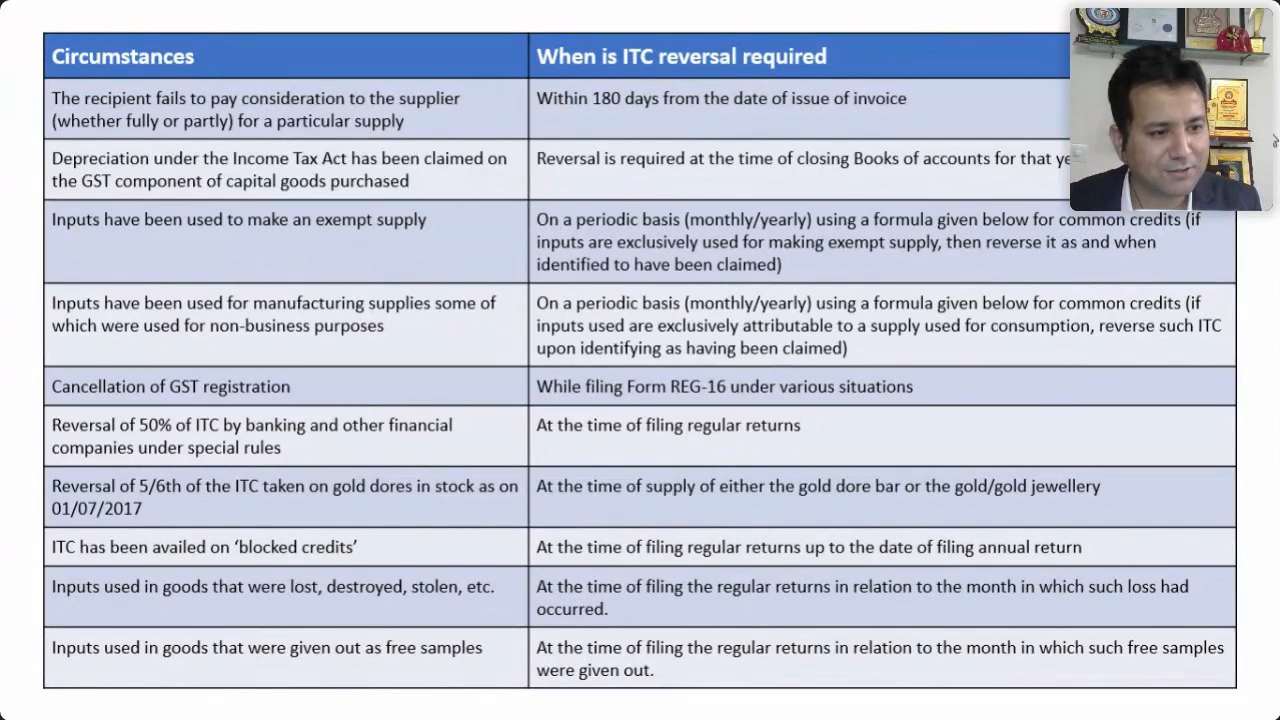 Circumstances
When is ITC reversal required
The recipient fails to pay consideration to the supplier
(whether fully or partly) for a particular supply
Within 180 days from the date of issue of invoice
Depreciation under the Income Tax Act has been claimed on
the GST component of capital goods purchased
Reversal is required at the time of closing Books of accounts for that
Inputs have been used to make an exempt supply
On a periodic basis (monthly/yearly) using a formula given below for common credits (if
inputs are exclusively used for making exempt supply, then reverse it as and when
identified to have been claimed)
Inputs have been used for manufacturing supplies some of
which were used for non-business purposes
On a periodic basis (monthly/yearly) using a formula given below for common credits (if
inputs used are exclusively attributable to a supply used for consumption, reverse such ITC
upon identifying as having been claimed)
Cancellation of GST registration
While filing Form REG-16 under various situations
Reversal of 50% of ITC by banking and other financial
companies under special rules
At the time of filing regular returns
Reversal of 5/6th of the ITC taken on gold dores in stock as on
01/07/2017
At the time of supply of either the gold dore bar or the gold/gold jewellery
ITC has been availed on ‘blocked credits’
At the time of filing regular returns up to the date of filing annual return
Inputs used in goods that were lost, destroyed, stolen, etc.
At the time of filing the regular returns in relation to the month in which such loss had
occurred.
Inputs used in goods that were given out as free samples
At the time of filing the regular returns in relation to the month in which such free samples
were given out.